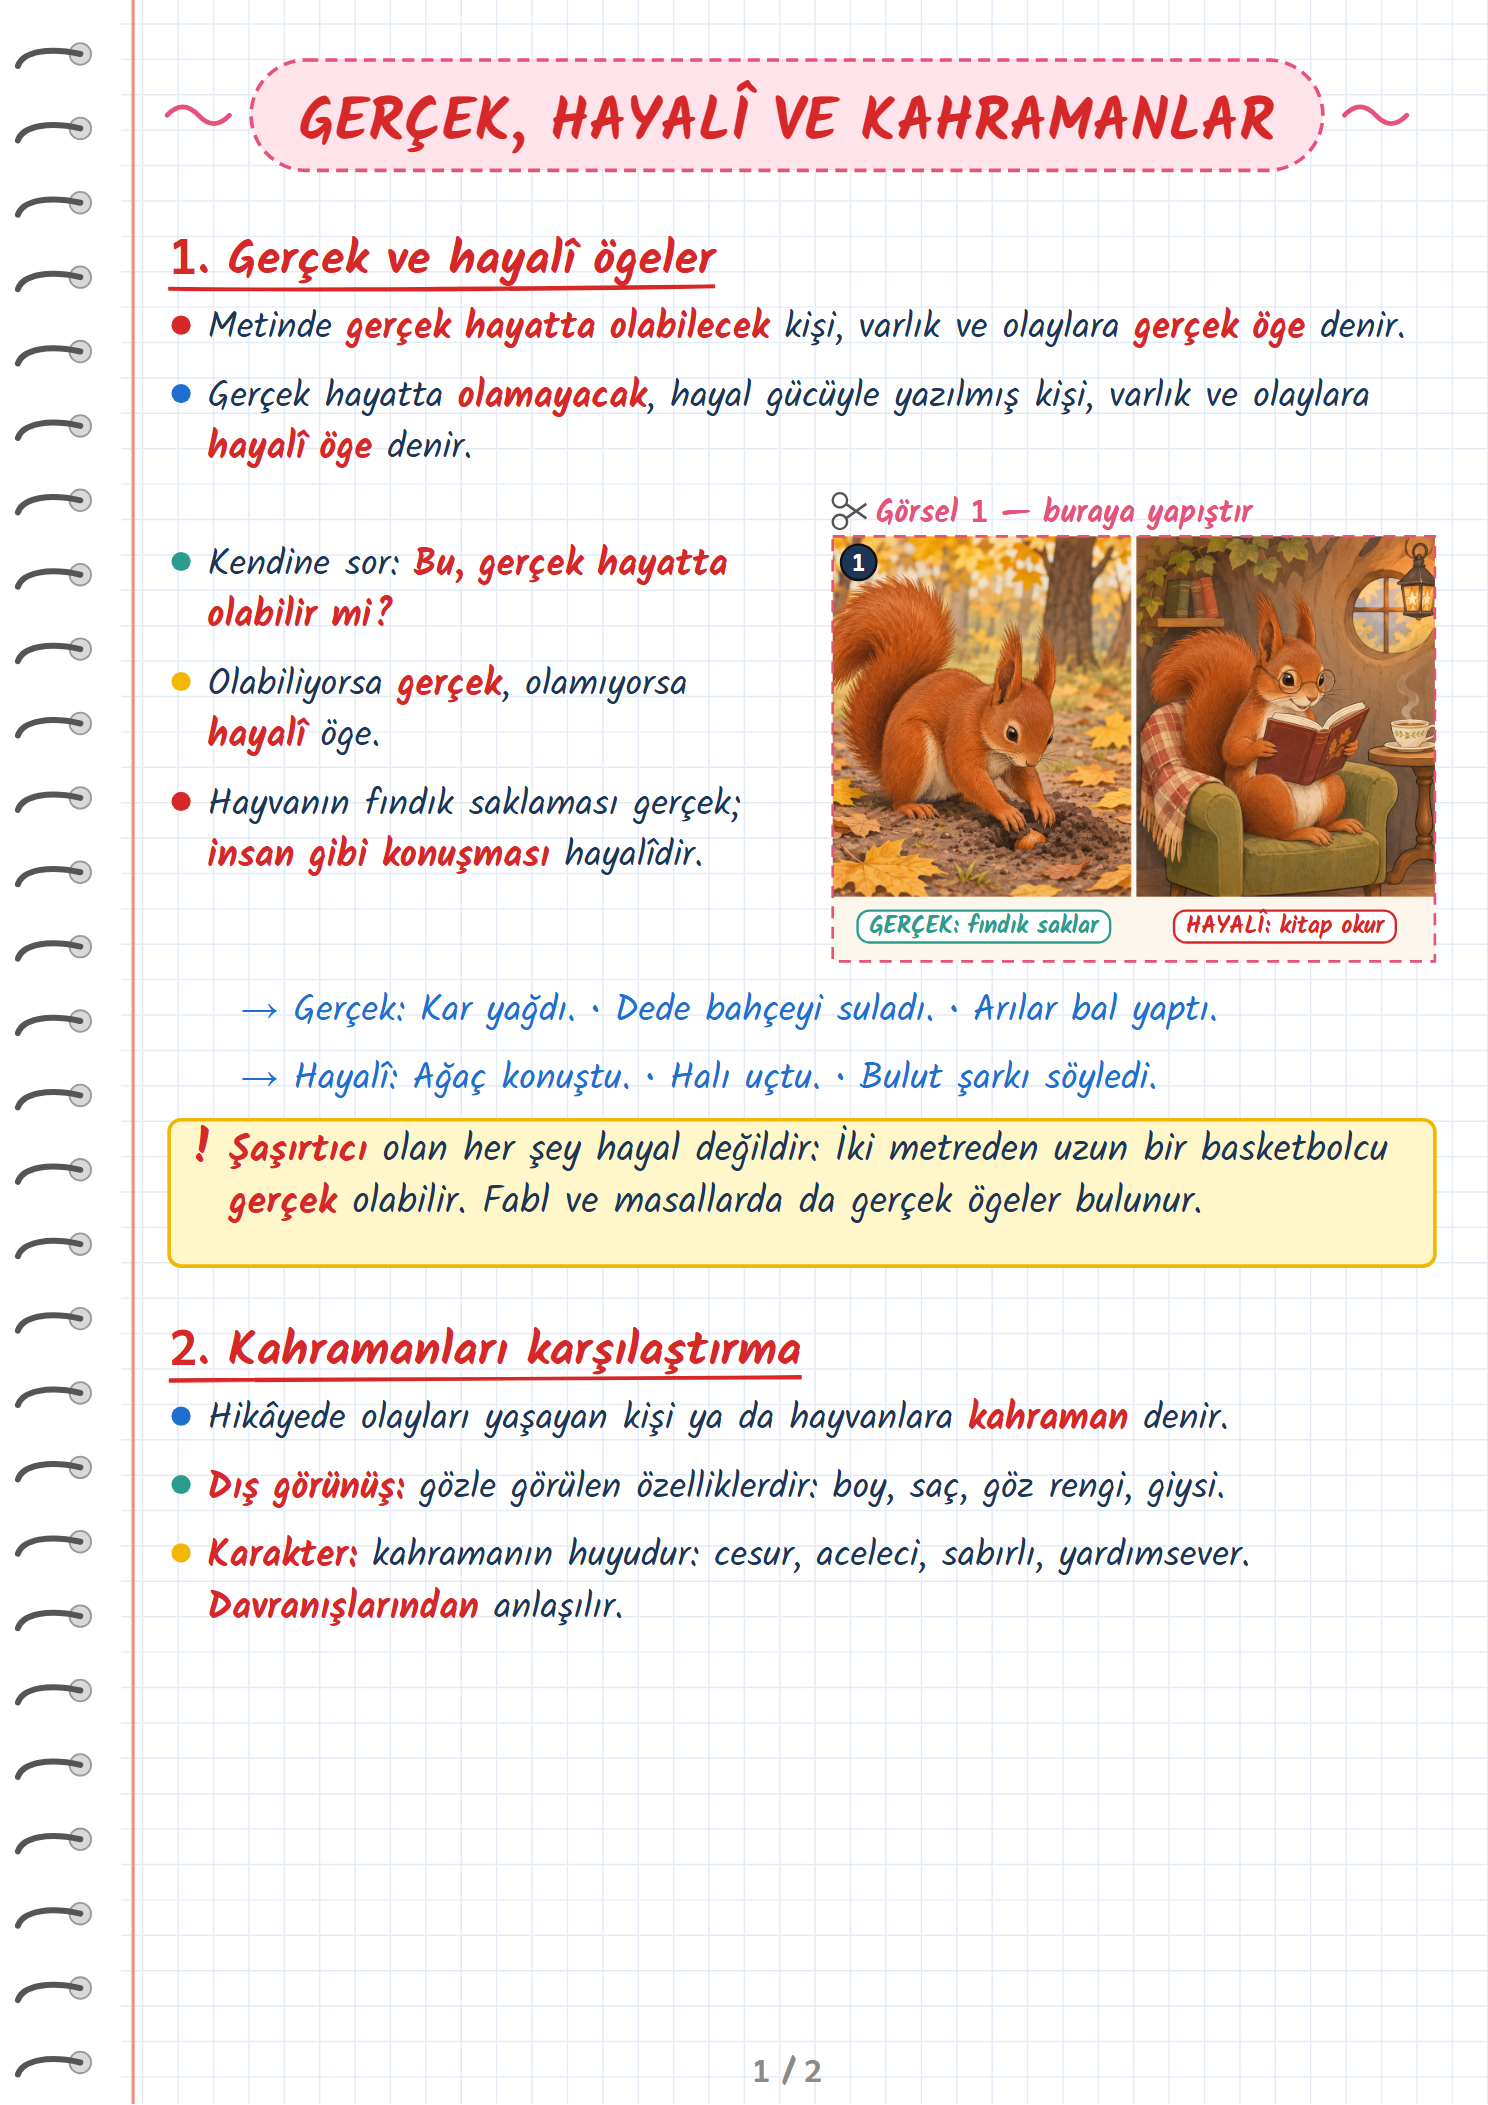 GERÇEK, HAYALÎ VE KAHRAMANLAR
1. Gerçek ve hayalî ögeler
Metinde gerçek hayatta olabilecek kişi, varlık ve olaylara gerçek öge denir.
Gerçek hayatta olamayacak, hayal gücüyle yazılmış kişi, varlık ve olaylara
hayalî öge denir.
Kendine sor: Bu, gerçek hayatta
olabilir mi?
Olabiliyorsa gerçek, olamıyorsa
hayalî öge.
Hayvanın fındık saklaması gerçek;
insan gibi konuşması hayalîdir.
Görsel 1 — buraya yapıştır
1
GERÇEK: fındık saklar
HAYALÎ: kitap okur
→ Gerçek: Kar yağdı. · Dede bahçeyi suladı. · Arılar bal yaptı.
→ Hayalî: Ağaç konuştu. · Halı uçtu. · Bulut şarkı söyledi.
! Şaşırtıcı olan her şey hayal değildir: İki metreden uzun bir basketbolcu
gerçek olabilir. Fabl ve masallarda da gerçek ögeler bulunur.
2. Kahramanları karşılaştırma
Hikâyede olayları yaşayan kişi ya da hayvanlara kahraman denir.
Dış görünüş: gözle görülen özelliklerdir: boy, saç, göz rengi, giysi.
Karakter: kahramanın huyudur: cesur, aceleci, sabırlı, yardımsever.
Davranışlarından anlaşılır.
1 / 2